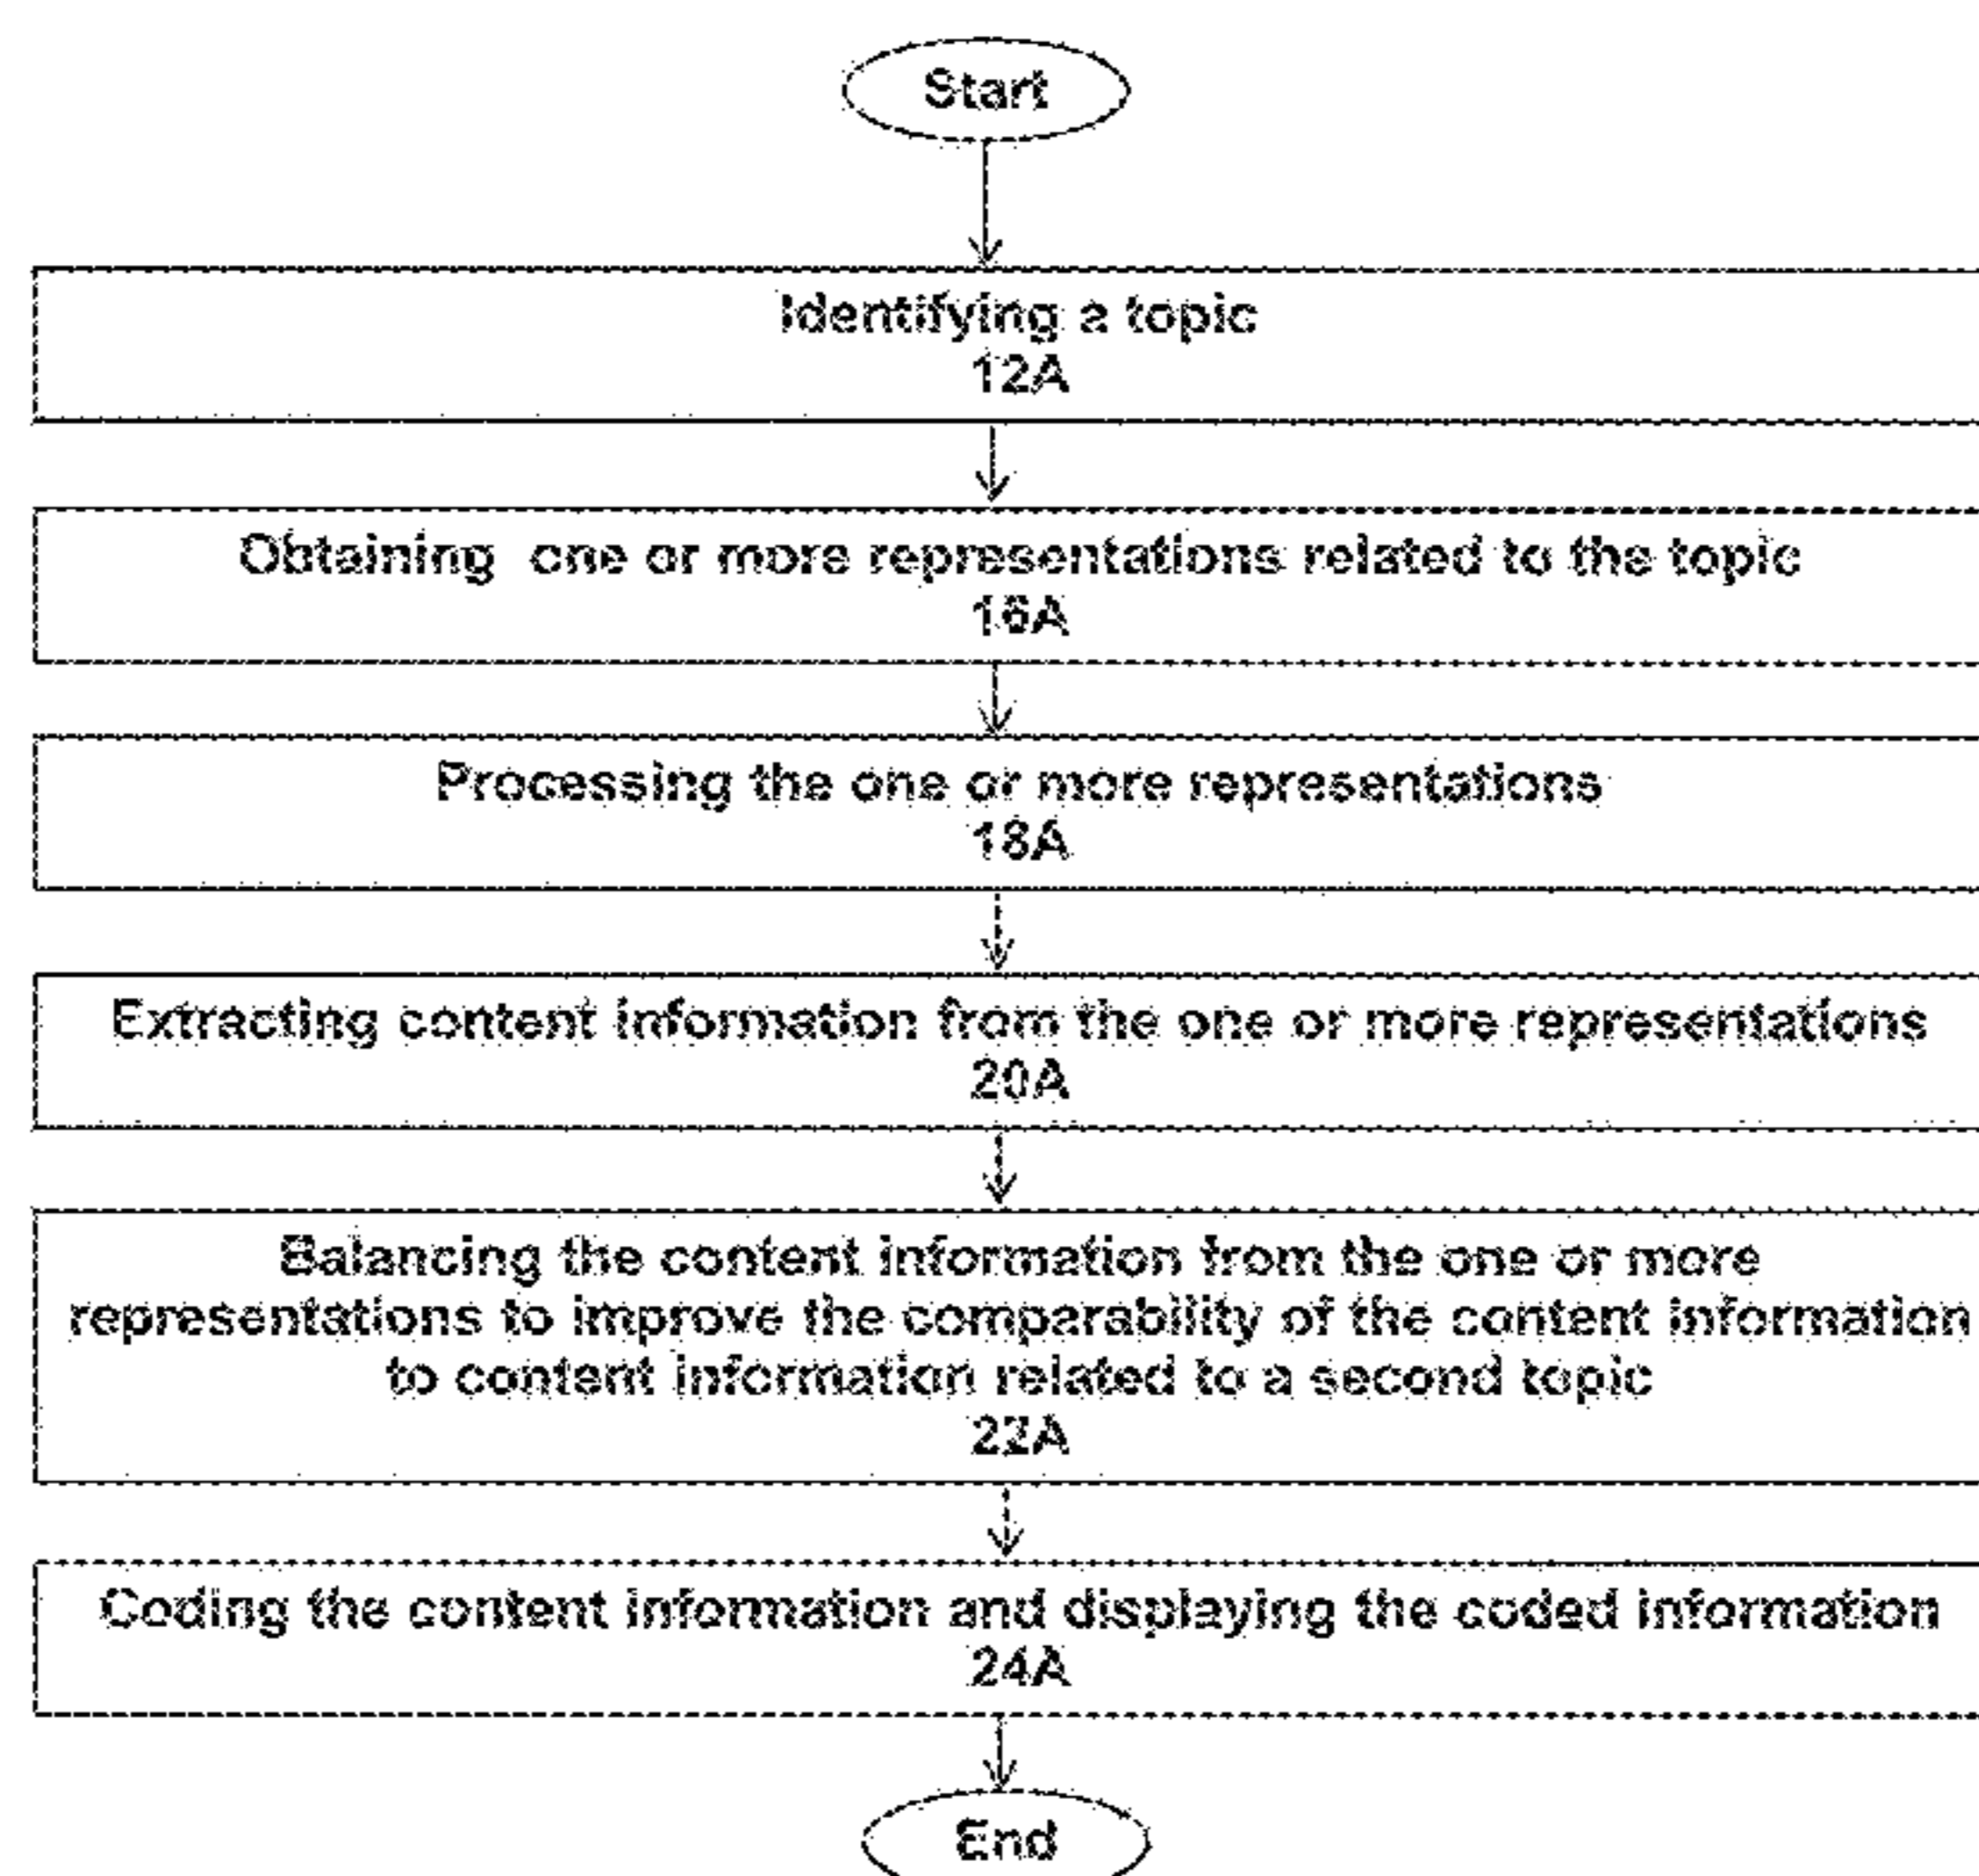 Start
Identifying a topic
12A
Obtaining one or more representations related to the topic
16A
Processing the one or more representations
18A
Extracting content information from the one or more representations
20A
Balancing the content information from the one or more
representations to improve the comparability of the content information
to content information related to a second topic
22A
Coding the content information and displaying the coded information
24A
End